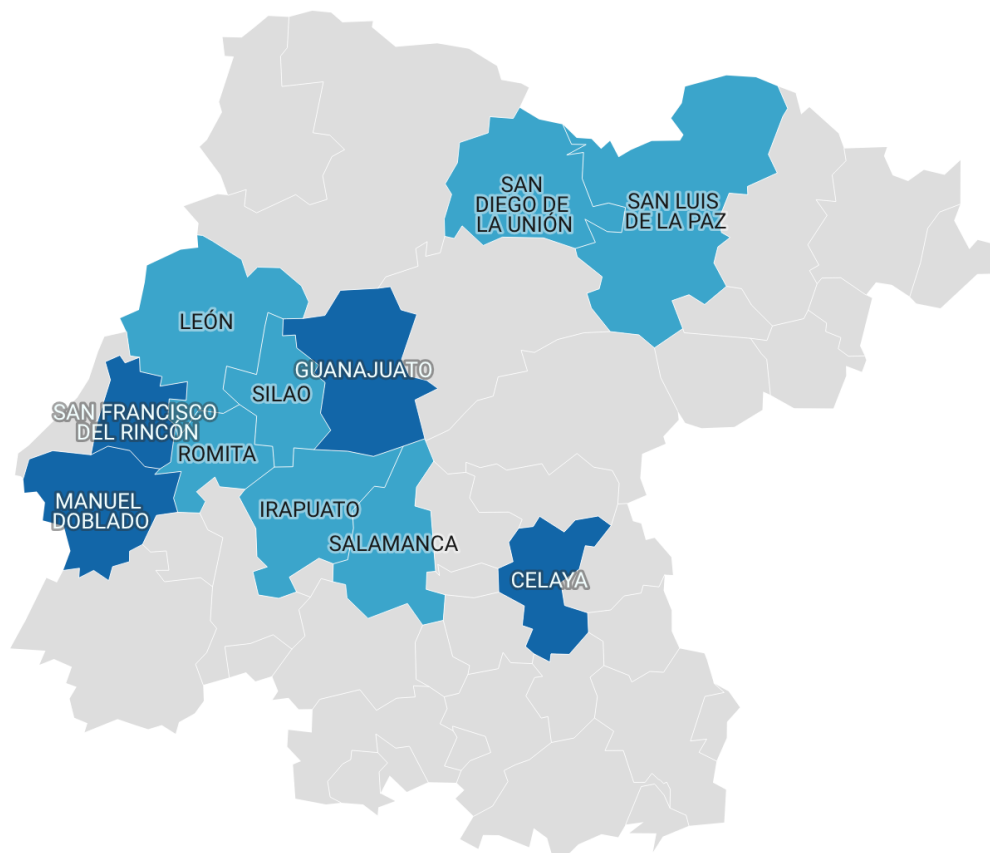 SAN
DIEGO DE
LA UNIÓN
SAN LUIS
DE LA PAZ
LEÓN
GUANAJUATO
SILAO
SAN FRANCISCO
DEL RINCÓN
ROMITA
MANUEL
DOBLADO
IRAPUATO
SALAMANCA
CELAYA